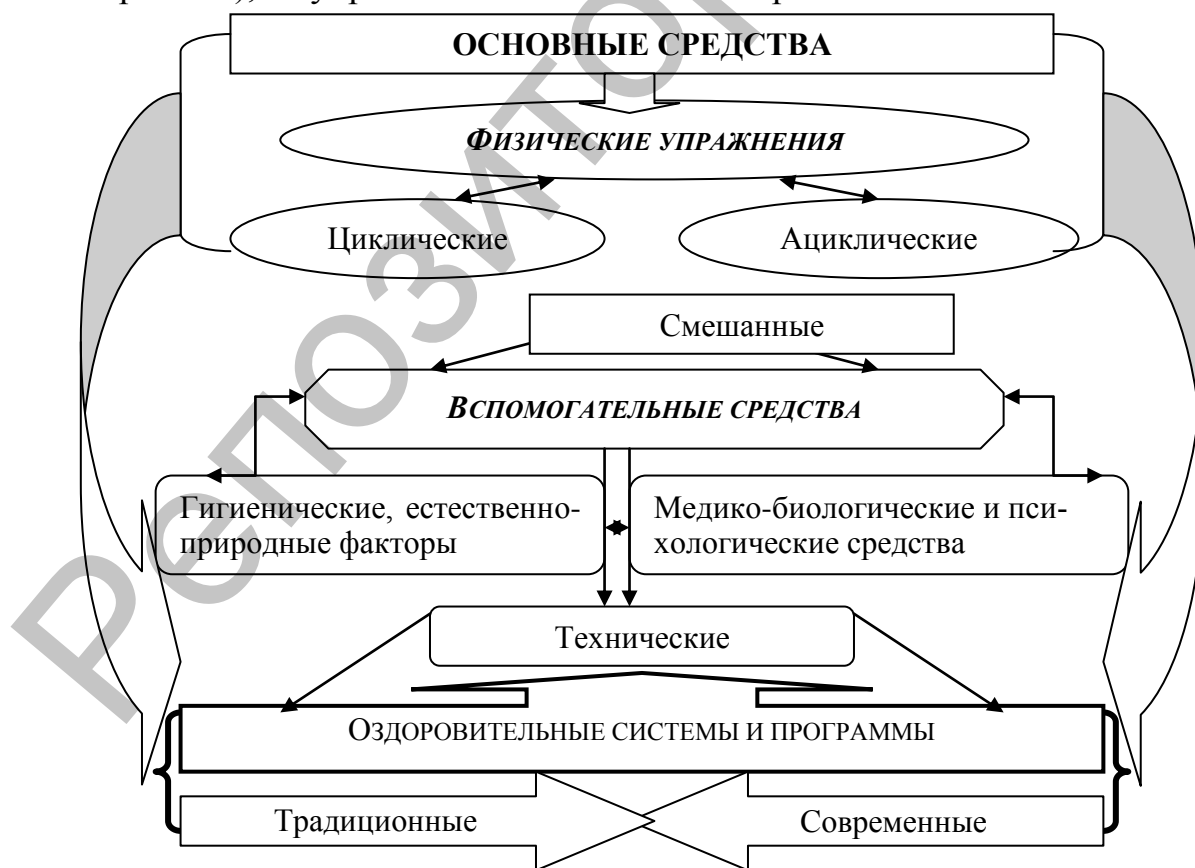 ОСНОВНЫЕ СРЕДСТВА
ФИЗИЧЕСКИЕ УПРАЖНЕНИЯ
Циклические
Ациклические
Смешанные
ВСПОМОГАТЕЛЬНЫЕ СРЕДСТВА
Гигиенические, естественно-
природные факторы
Медико-биологические и пси-
хологические средства
Технические
ОЗДОРОВИТЕЛЬНЫЕ СИСТЕМЫ И ПРОГРАММЫ
Традиционные
Современные
Репозитор